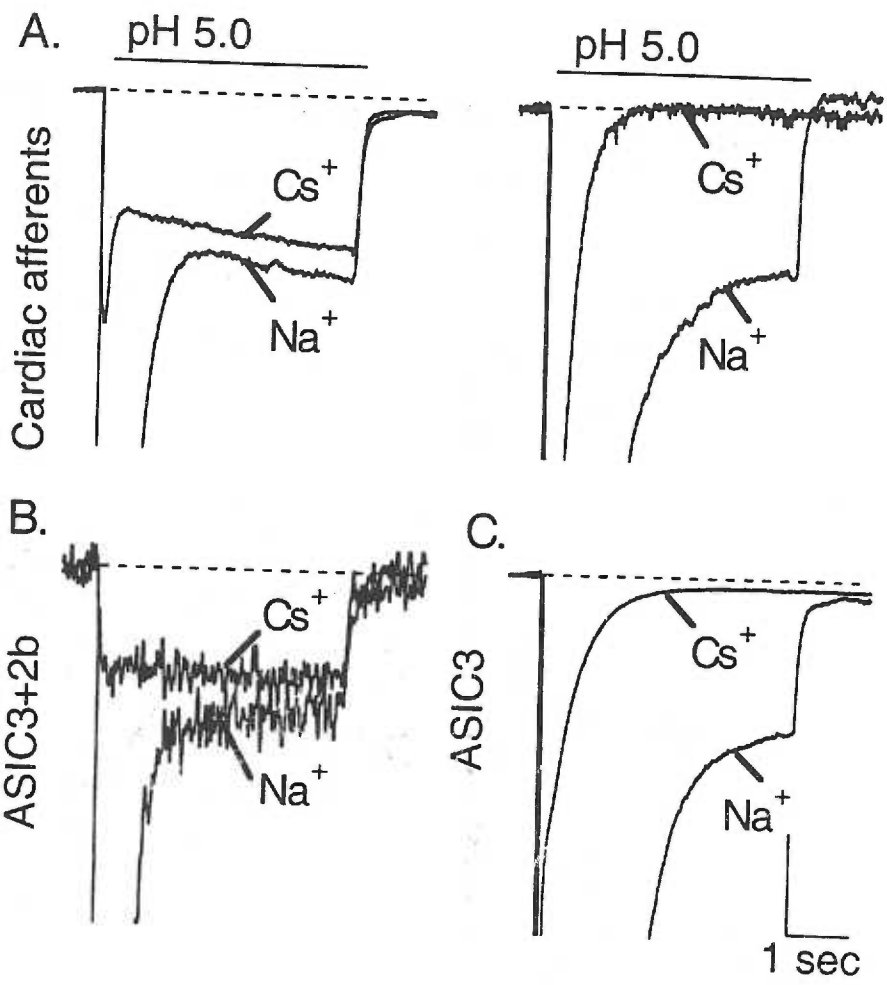 A.
pH 5.0
pH 5.0
Cardiac afferents
Cs+
Na+
Cs+
Na+
B.
ASIC3+2b
Cs+
Na+
C.
ASIC3
Cs+
Na+
1 sec